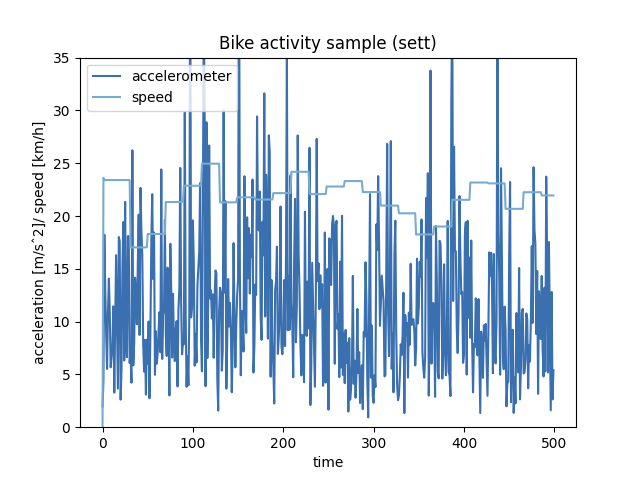 Bike activity sample (sett)
accelerometer
speed
35
30
25
20
15
10
5
0
acceleration [m/s^2]/ speed [km/h]
0 100 200 300 400 500
time